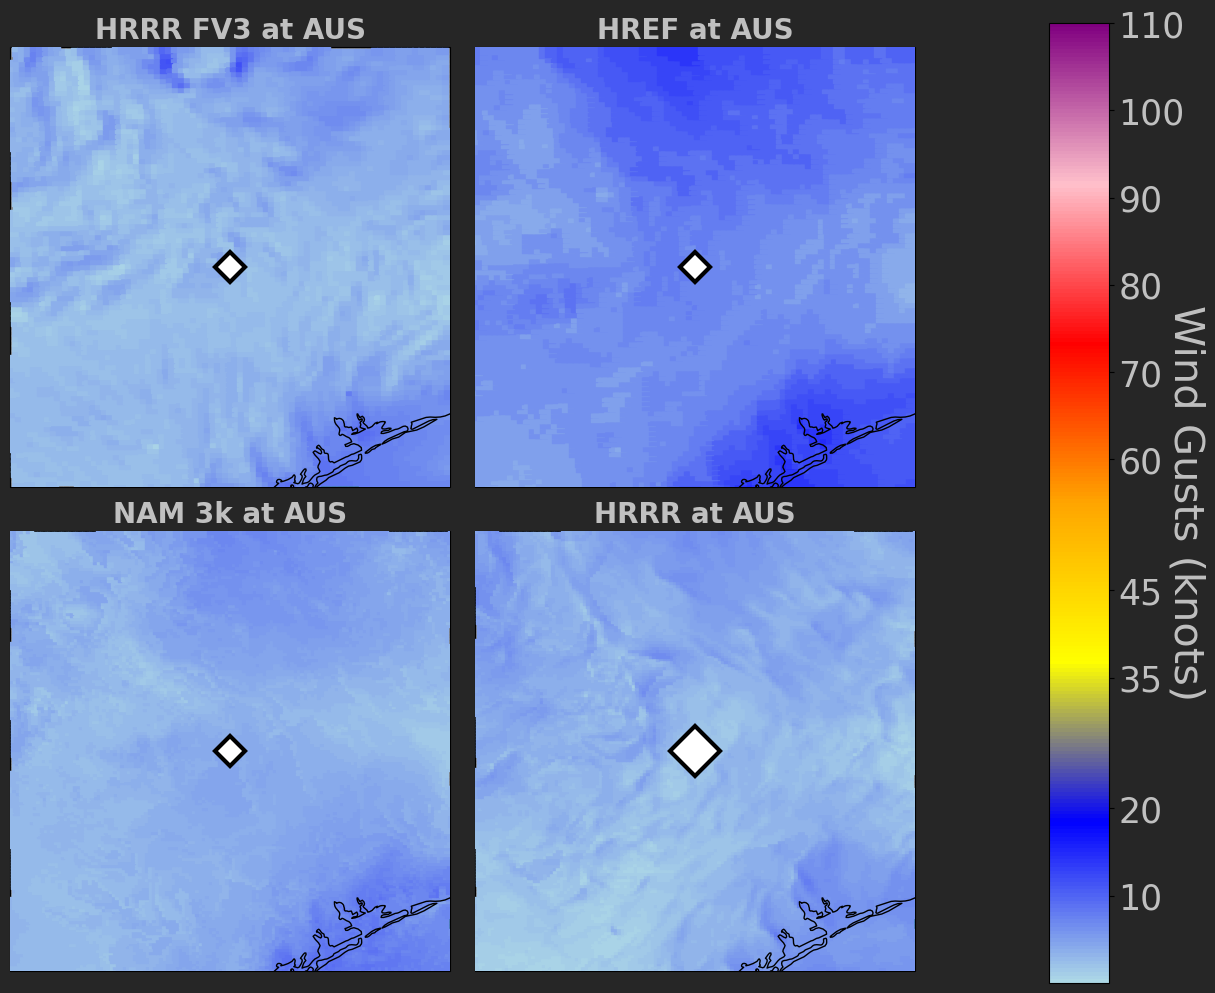 HRRR FV3 at AUS
HREF at AUS
NAM 3k at AUS
HRRR at AUS
110
100
90
80
70
60
45
35
20
10
Wind Gusts (knots)